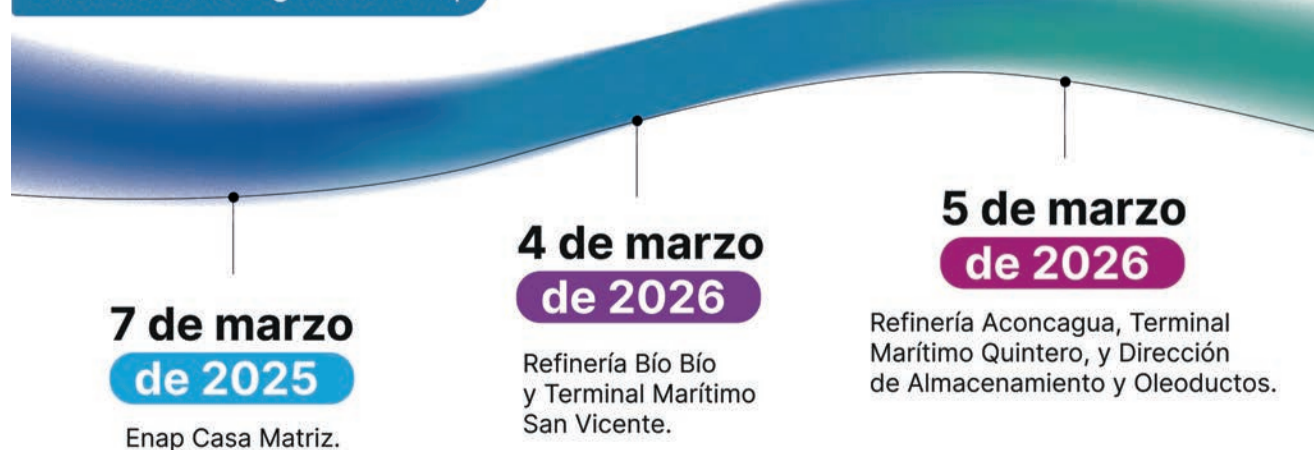 7 de marzo
de 2025
Enap Casa Matriz.
4 de marzo
de 2026
Refinería Bío Bío
y Terminal Marítimo
San Vicente.
5 de marzo
de 2026
Refinería Aconcagua, Terminal
Marítimo Quintero, y Dirección
de Almacenamiento y Oleoductos.